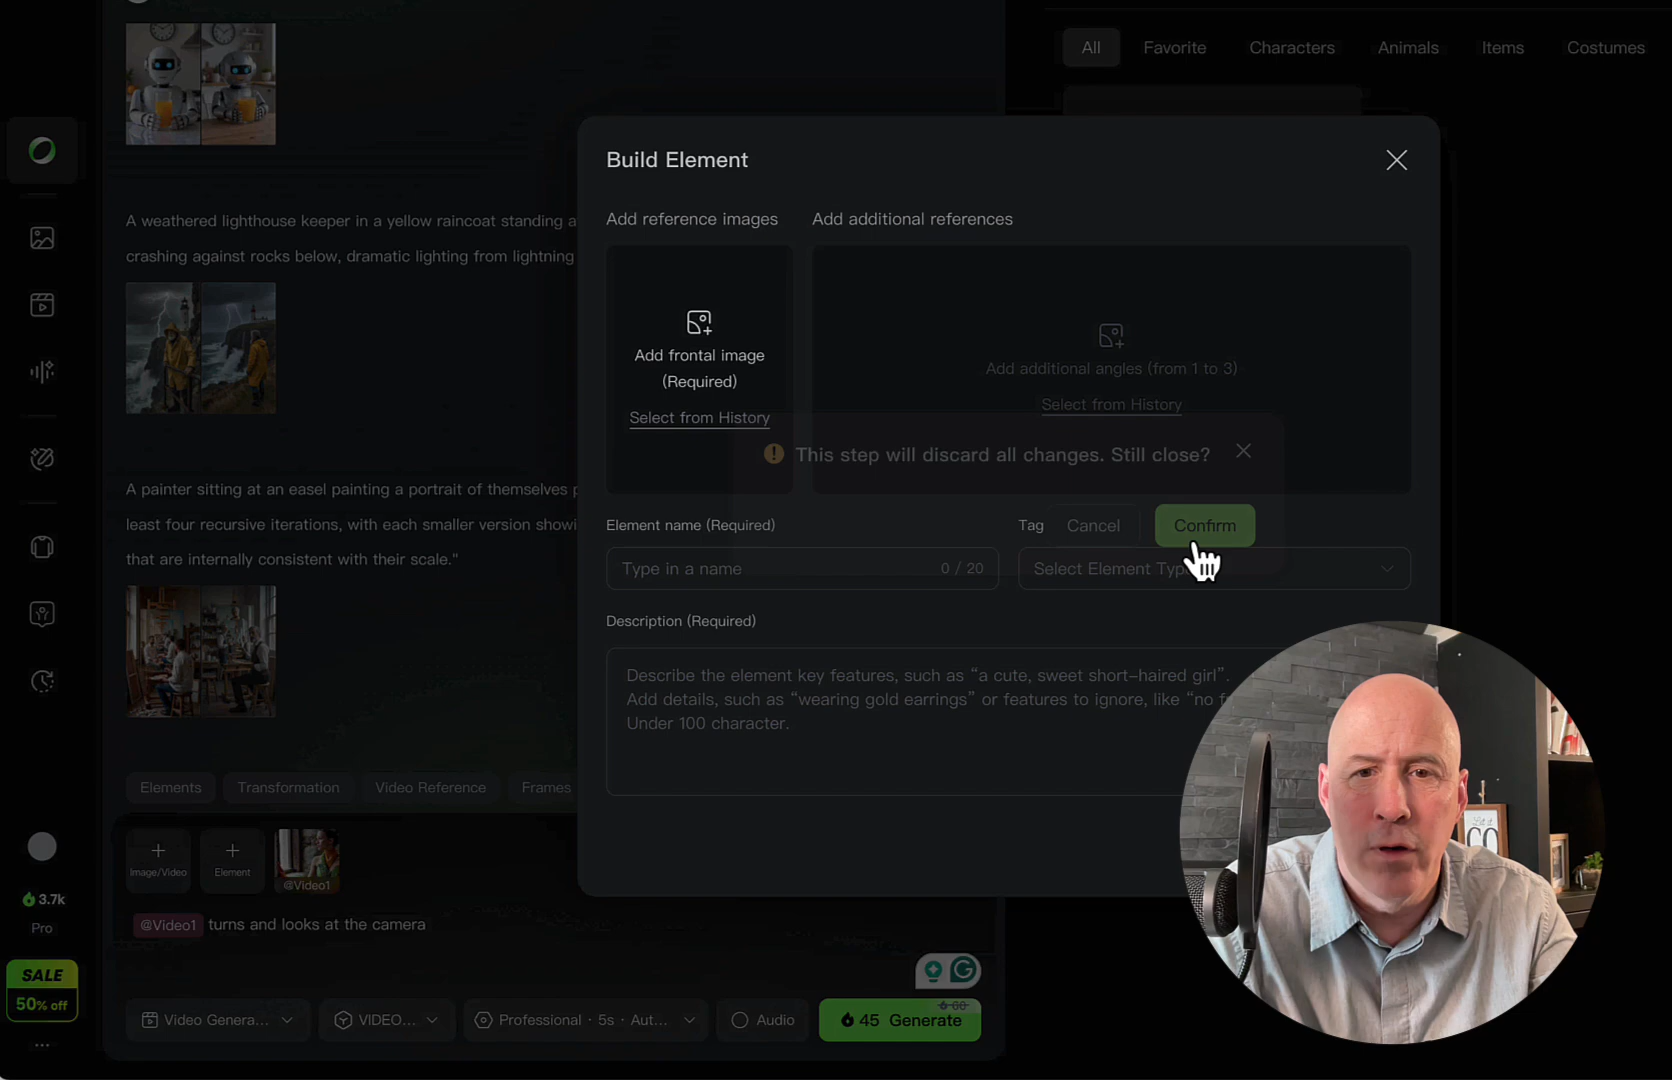 All
Favorite
Characters
Animals
Items
Costumes
Build Element
Add reference images
Add additional references
A weathered lighthouse keeper in a yellow raincoat standing
crashing against rocks below, dramatic lighting from lightning
Add frontal image
(Required)
Select from History
Add additional angles (from 1 to 3)
Select from History
This step will discard all changes. Still close?
Cancel
Confirm
A painter sitting at an easel painting a portrait of themselves
least four recursive iterations, with each smaller version
that are internally consistent with their scale."
Element name (Required)
Tag
Type in a name
0 / 20
Select Element
Description (Required)
Describe the element key features, such as “a cute, sweet short-haired girl”.
Add details, such as “wearing gold earrings” or features to ignore, like “no
Under 100 character.
Elements
Transformation
Video Reference
Frames
Image/Video
Element
@Video1
@Video1 turns and looks at the camera
3.7k
Pro
SALE
50% off
Video Genera...
VIDEO...
Professional · 5s · Aut...
Audio
45 Generate